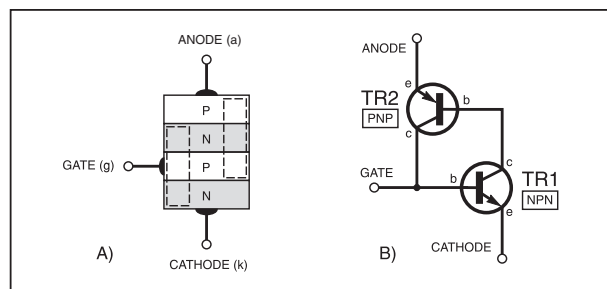 ANODE (a)
P
N
GATE (g)
P
N
A)
CATHODE (k)
ANODE
e
TR2
b
PNP
c
GATE
b
c
TR1
NPN
e
B)
CATHODE